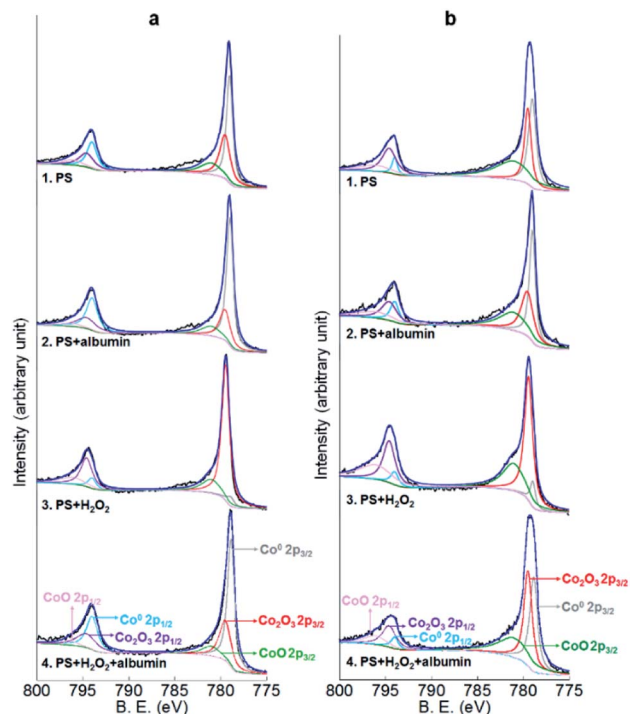 a
b
Intensity (arbitrary unit)
1. PS
2. PS+albumin
3. PS+H₂O₂
Co⁰ 2p₃/₂
CoO 2p₁/₂
Co⁰ 2p₁/₂
Co₂O₃ 2p₁/₂
Co₂O₃ 2p₃/₂
CoO 2p₃/₂
4. PS+H₂O₂+albumin
800 795 790 785 780 775
B. E. (eV)
Intensity (arbitrary unit)
1. PS
2. PS+albumin
3. PS+H₂O₂
CoO 2p₁/₂
Co₂O₃ 2p₁/₂
Co⁰ 2p₁/₂
Co₂O₃ 2p₃/₂
Co⁰ 2p₃/₂
CoO 2p₃/₂
4. PS+H₂O₂+albumin
800 795 790 785 780 775
B. E. (eV)